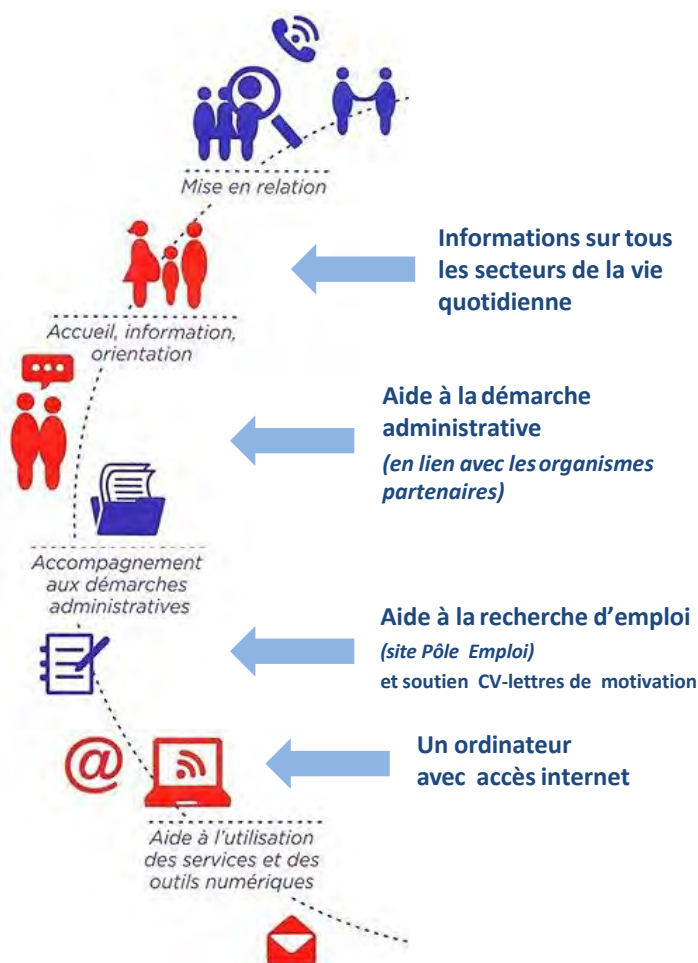 Mise en relation
Informations sur tous
les secteurs de la vie
quotidienne
Accueil, information,
orientation
Aide à la démarche
administrative
(en lien avec les organismes
partenaires)
Accompagnement
aux démarches
administratives
Aide à la recherche d’emploi
(site Pôle Emploi)
et soutien CV-lettres de motivation
@
Un ordinateur
avec accès internet
Aide à l’utilisation
des services et des
outils numériques